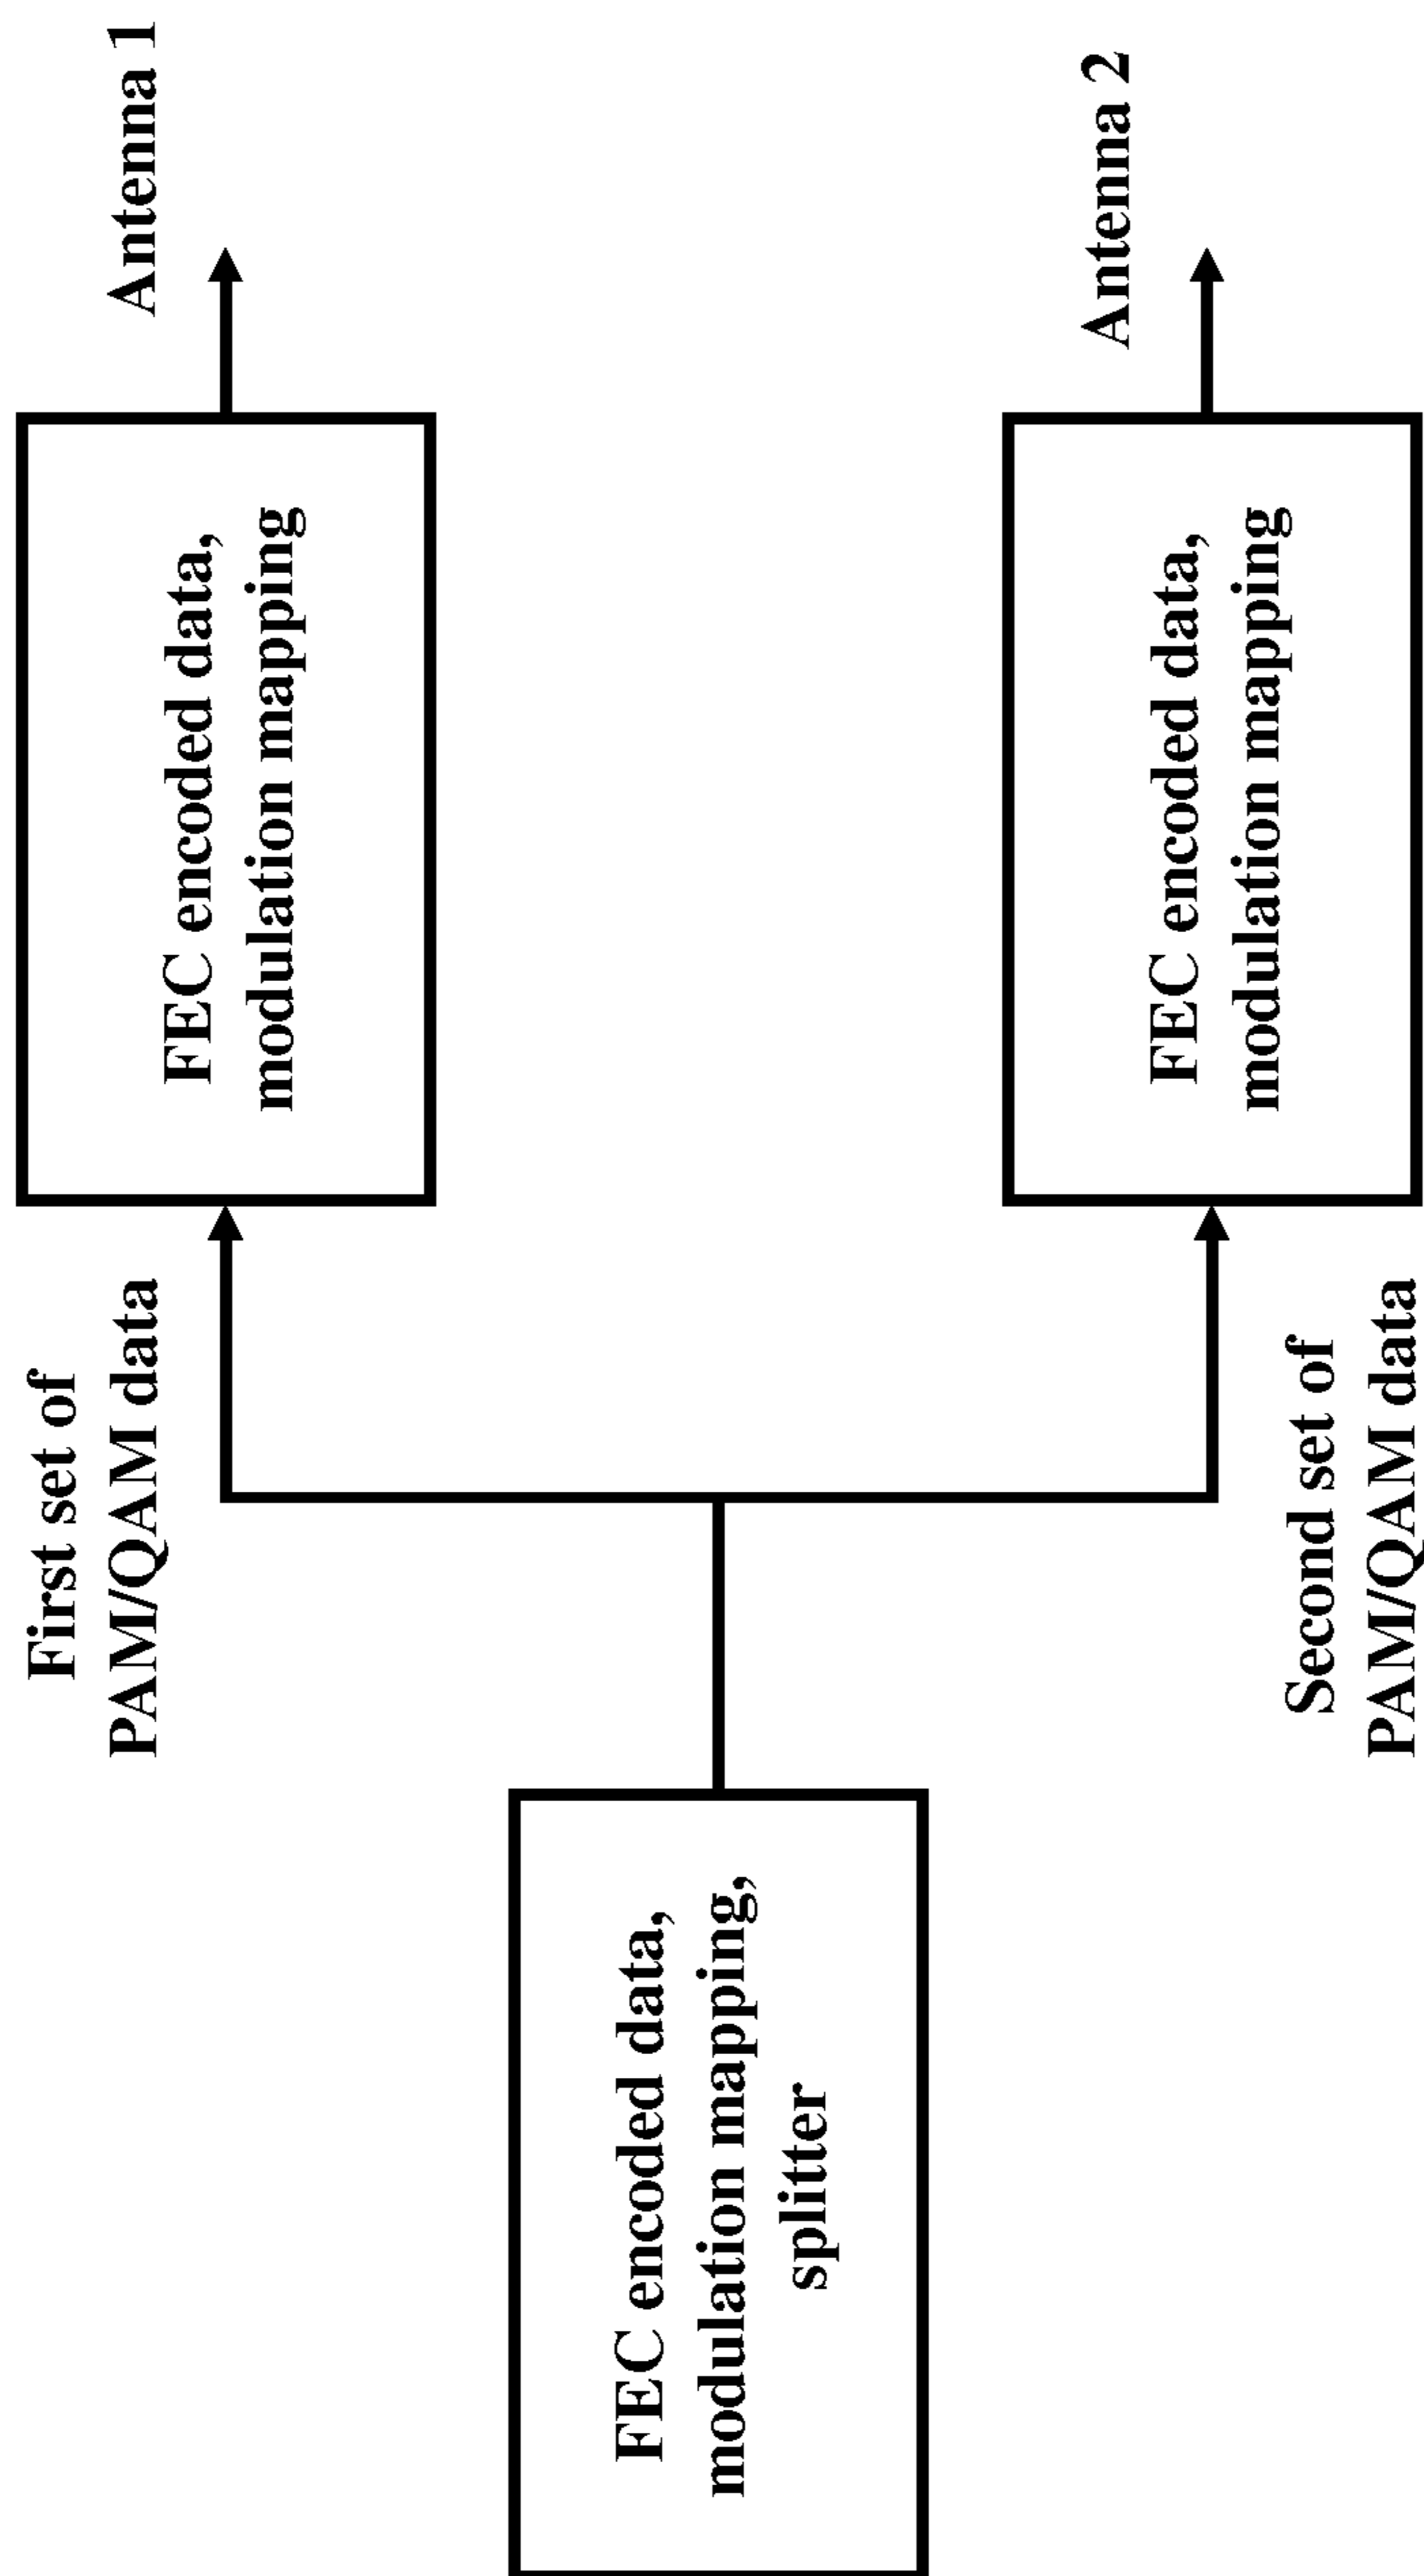 First set of
PAM/QAM data
FEC encoded data,
modulation mapping
Antenna 1
FEC encoded data,
modulation mapping,
splitter
Second set of
PAM/QAM data
FEC encoded data,
modulation mapping
Antenna 2